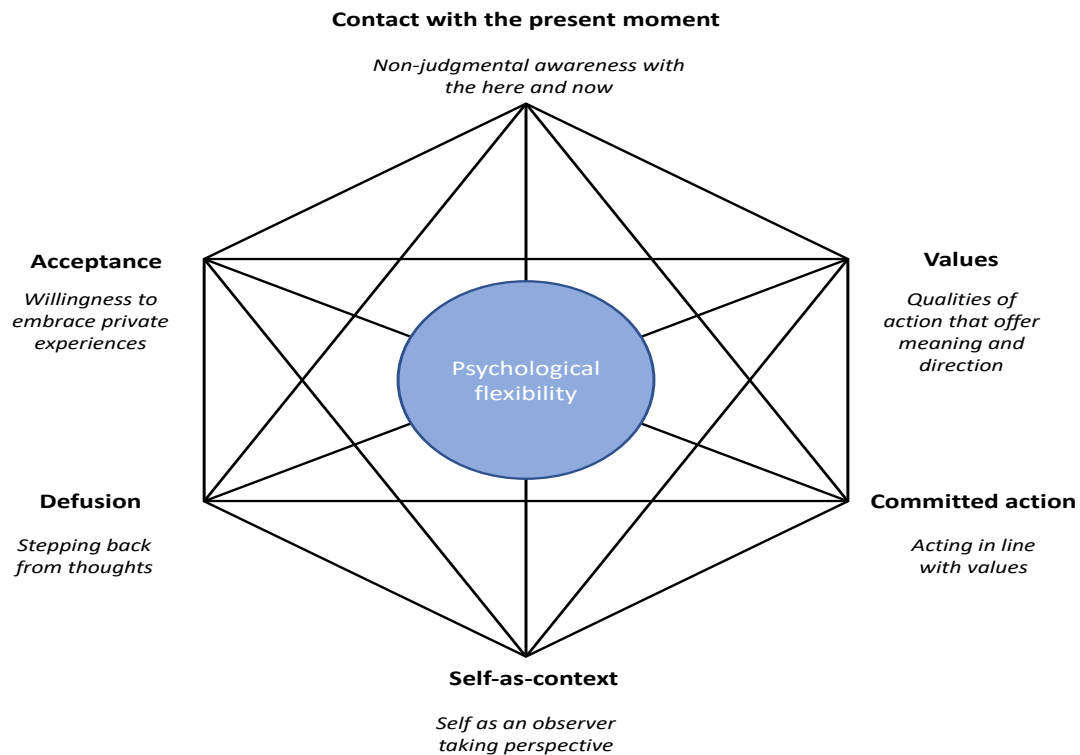 Contact with the present moment
Non-judgmental awareness with
the here and now
Acceptance
Willingness to
embrace private
experiences
Values
Qualities of
action that offer
meaning and
direction
Psychological
flexibility
Defusion
Stepping back
from thoughts
Committed action
Acting in line
with values
Self-as-context
Self as an observer
taking perspective